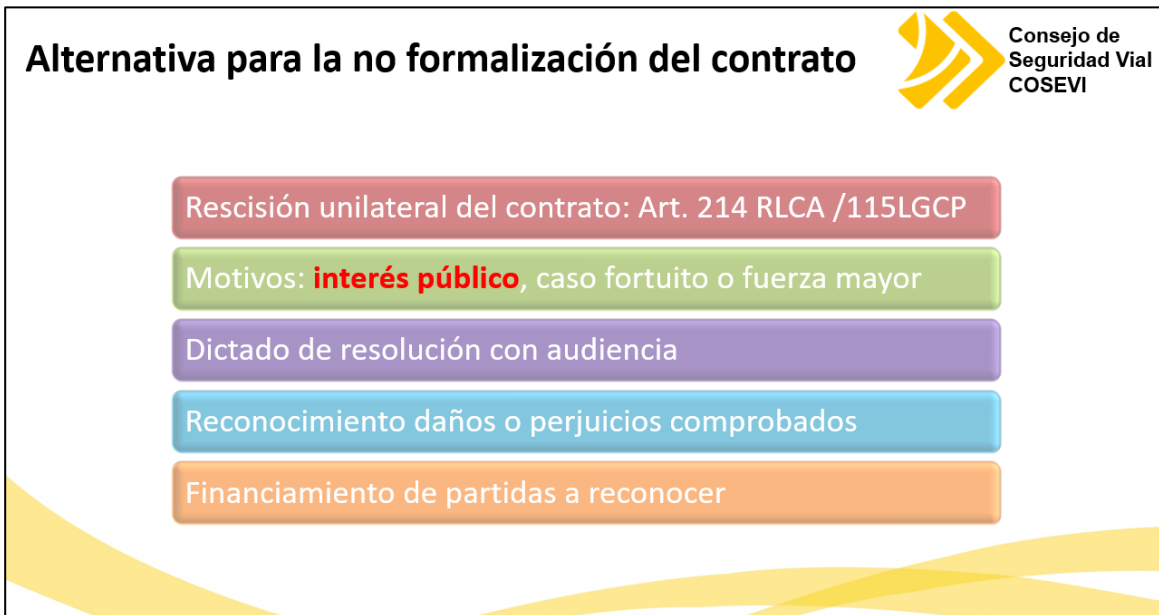 Alternativa para la no formalización del contrato
Consejo de
Seguridad Vial
COSEVI
Rescisión unilateral del contrato: Art. 214 RLCA /115LGCP
Motivos: interés público, caso fortuito o fuerza mayor
Dictado de resolución con audiencia
Reconocimiento daños o perjuicios comprobados
Financiamiento de partidas a reconocer